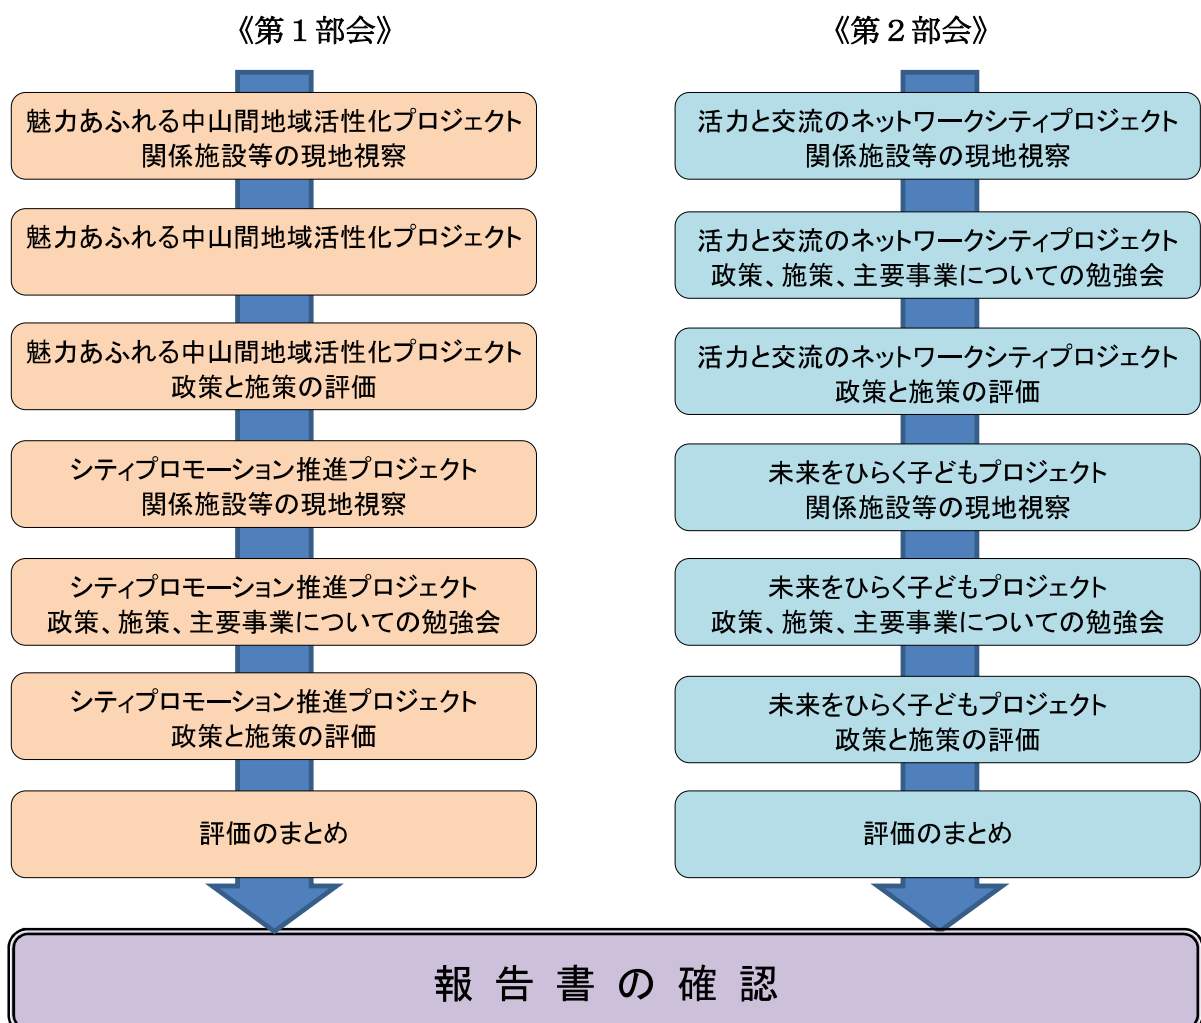 《第１部会》
魅力あふれる中山間地域活性化プロジェクト
関係施設等の現地視察
魅力あふれる中山間地域活性化プロジェクト
魅力あふれる中山間地域活性化プロジェクト
政策と施策の評価
シティプロモーション推進プロジェクト
関係施設等の現地視察
シティプロモーション推進プロジェクト
政策、施策、主要事業についての勉強会
シティプロモーション推進プロジェクト
政策と施策の評価
評価のまとめ
《第２部会》
活力と交流のネットワークシティプロジェクト
関係施設等の現地視察
活力と交流のネットワークシティプロジェクト
政策、施策、主要事業についての勉強会
活力と交流のネットワークシティプロジェクト
政策と施策の評価
未来をひらく子どもプロジェクト
関係施設等の現地視察
未来をひらく子どもプロジェクト
政策、施策、主要事業についての勉強会
未来をひらく子どもプロジェクト
政策と施策の評価
評価のまとめ
報告書の確認